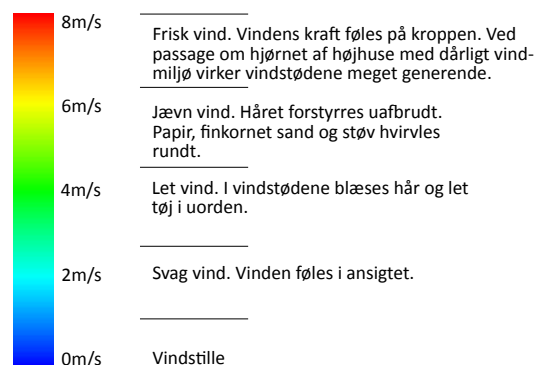 8m/s
Frisk vind. Vindens kraft føles på kroppen. Ved
passage om hjørnet af højhuse med dårligt vind-
miljø virker vindstødene meget generende.
6m/s
Jævn vind. Håret forstyrres uafbrudt.
Papir, finkornet sand og støv hvirvles
rundt.
4m/s
Let vind. I vindstødene blæses hår og let
tøj i uorden.
2m/s
Svag vind. Vinden føles i ansigtet.
0m/s
Vindstille